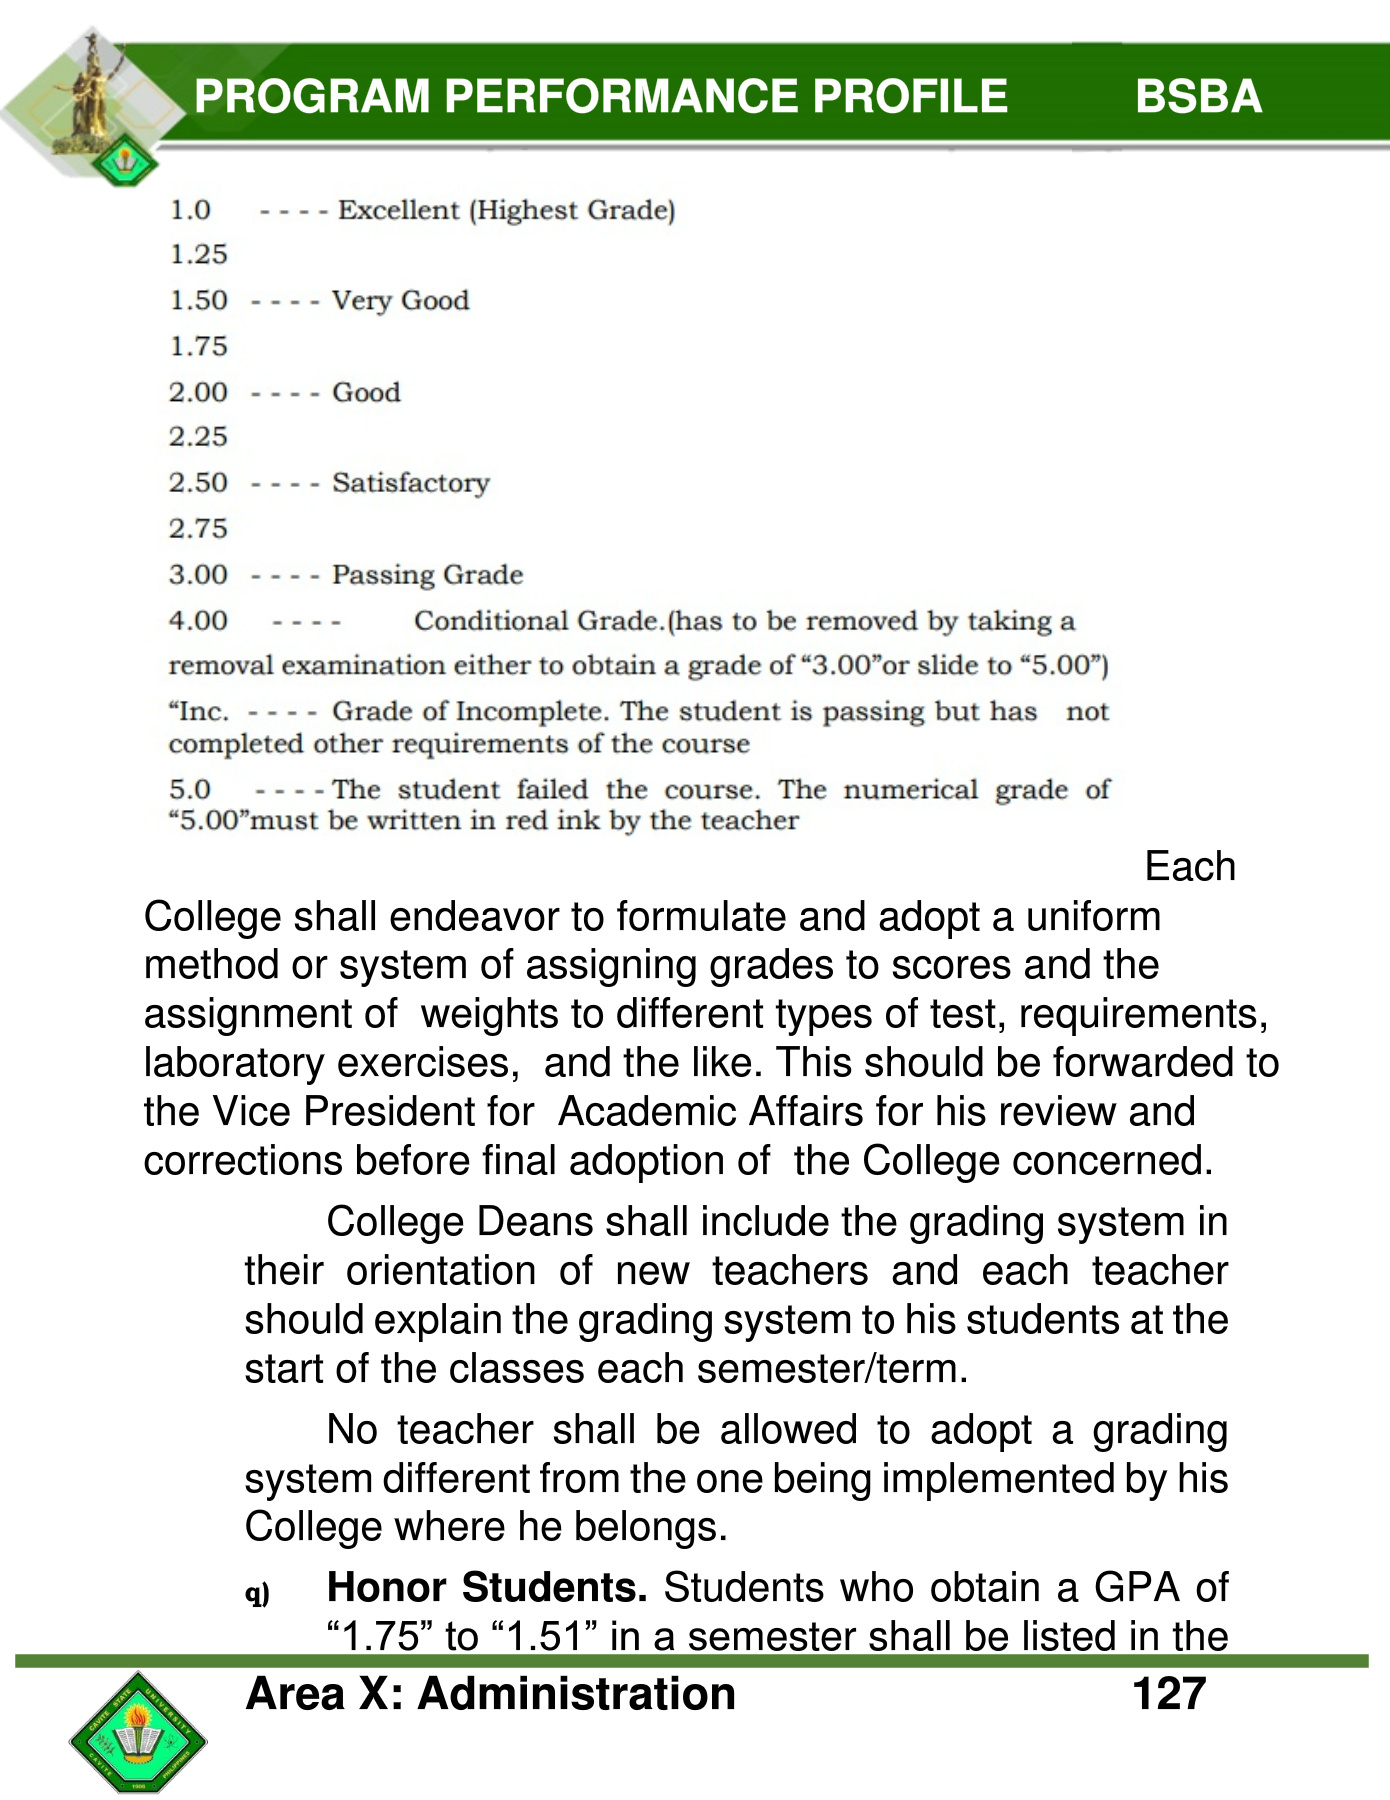 PROGRAM PERFORMANCE PROFILE BSBA
1.0 - - - - Excellent (Highest Grade)
1.25
1.50 - - - - Very Good
1.75
2.00 - - - - Good
2.25
2.50 - - - - Satisfactory
2.75
3.00 - - - - Passing Grade
4.00 - - - - Conditional Grade.(has to be removed by taking a
removal examination either to obtain a grade of “3.00”or slide to “5.00”)
“Inc. - - - - Grade of Incomplete. The student is passing but has not
completed other requirements of the course
5.0 - - - - The student failed the course. The numerical grade of
“5.00”must be written in red ink by the teacher
Each
College shall endeavor to formulate and adopt a uniform
method or system of assigning grades to scores and the
assignment of weights to different types of test, requirements,
laboratory exercises, and the like. This should be forwarded to
the Vice President for Academic Affairs for his review and
corrections before final adoption of the College concerned.
College Deans shall include the grading system in
their orientation of new teachers and each teacher
should explain the grading system to his students at the
start of the classes each semester/term.
No teacher shall be allowed to adopt a grading
system different from the one being implemented by his
College where he belongs.
q) Honor Students. Students who obtain a GPA of
“1.75” to “1.51” in a semester shall be listed in the
Area X: Administration 127
CAVITE STATE UNIVERSITY
CAVITE PHILIPPINES
1906